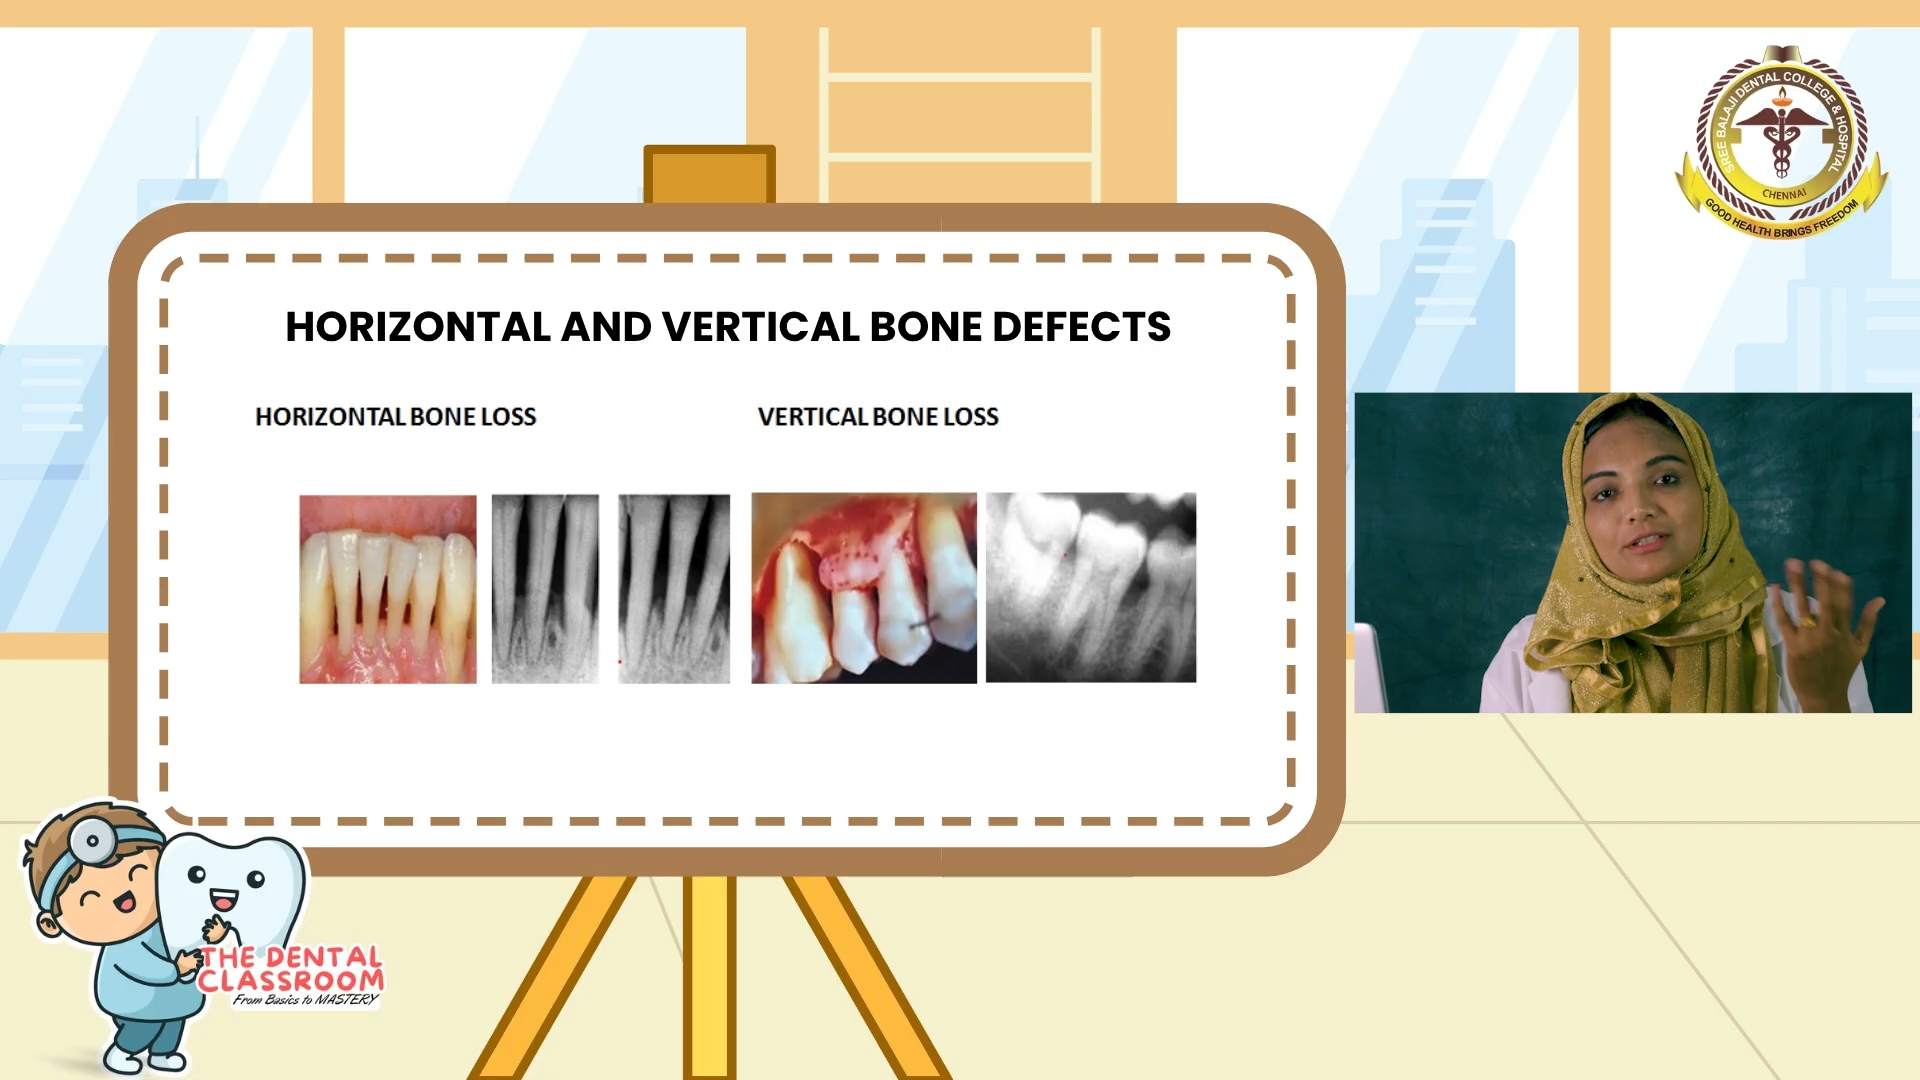 SREE BALAJI DENTAL COLLEGE & HOSPITAL
CHENNAI
GOOD HEALTH BRINGS FREEDOM
HORIZONTAL AND VERTICAL BONE DEFECTS
HORIZONTAL BONE LOSS
VERTICAL BONE LOSS
THE DENTAL
CLASSROOM
From Basics to MASTERY